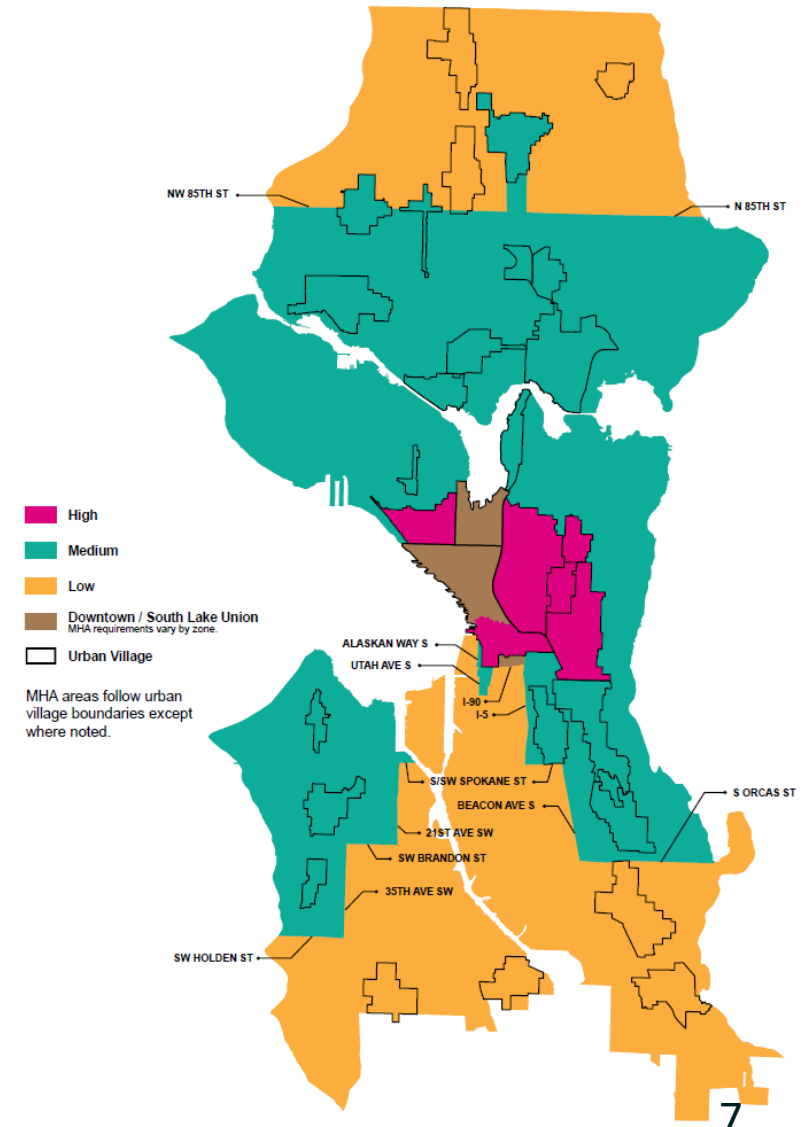 NW 85TH ST
N 85TH ST
High
Medium
Low
Downtown / South Lake Union
MHA requirements vary by zone.
Urban Village
MHA areas follow urban
village boundaries except
where noted.
ALASKAN WAY S
UTAH AVE S
I-90
I-5
S/SW SPOKANE ST
BEACON AVE S
S ORCAS ST
21ST AVE SW
SW BRANDON ST
35TH AVE SW
SW HOLDEN ST
7